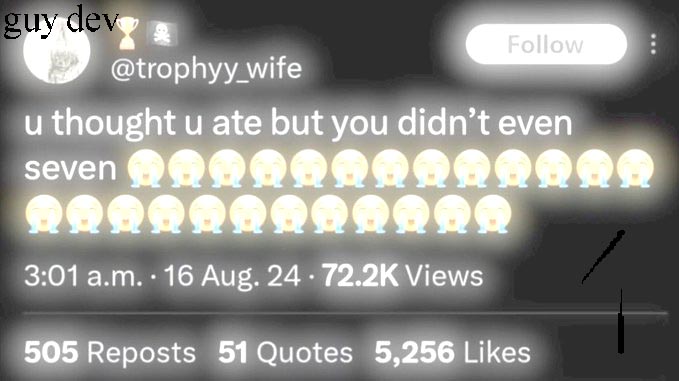 guy dev 🏆 ☠️
@trophyy_wife
Follow
u thought u ate but you didn't even
seven 😭😭😭😭😭😭😭😭😭😭😭😭😭
😭😭😭😭😭😭😭😭😭😭😭😭
3:01 a.m. · 16 Aug. 24 · 72.2K Views
505 Reposts 51 Quotes 5,256 Likes